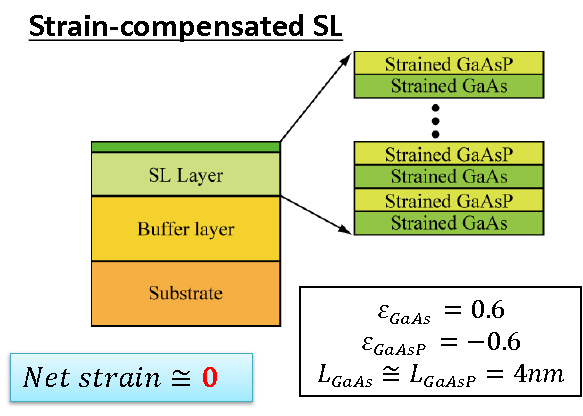 Strain-compensated SL
Strained GaAsP
Strained GaAs
Strained GaAsP
Strained GaAs
Strained GaAsP
Strained GaAs
SL Layer
Buffer layer
Substrate
ε_GaAs = 0.6
ε_GaAsP = −0.6
L_GaAs ≅ L_GaAsP = 4nm
Net strain ≅ 0